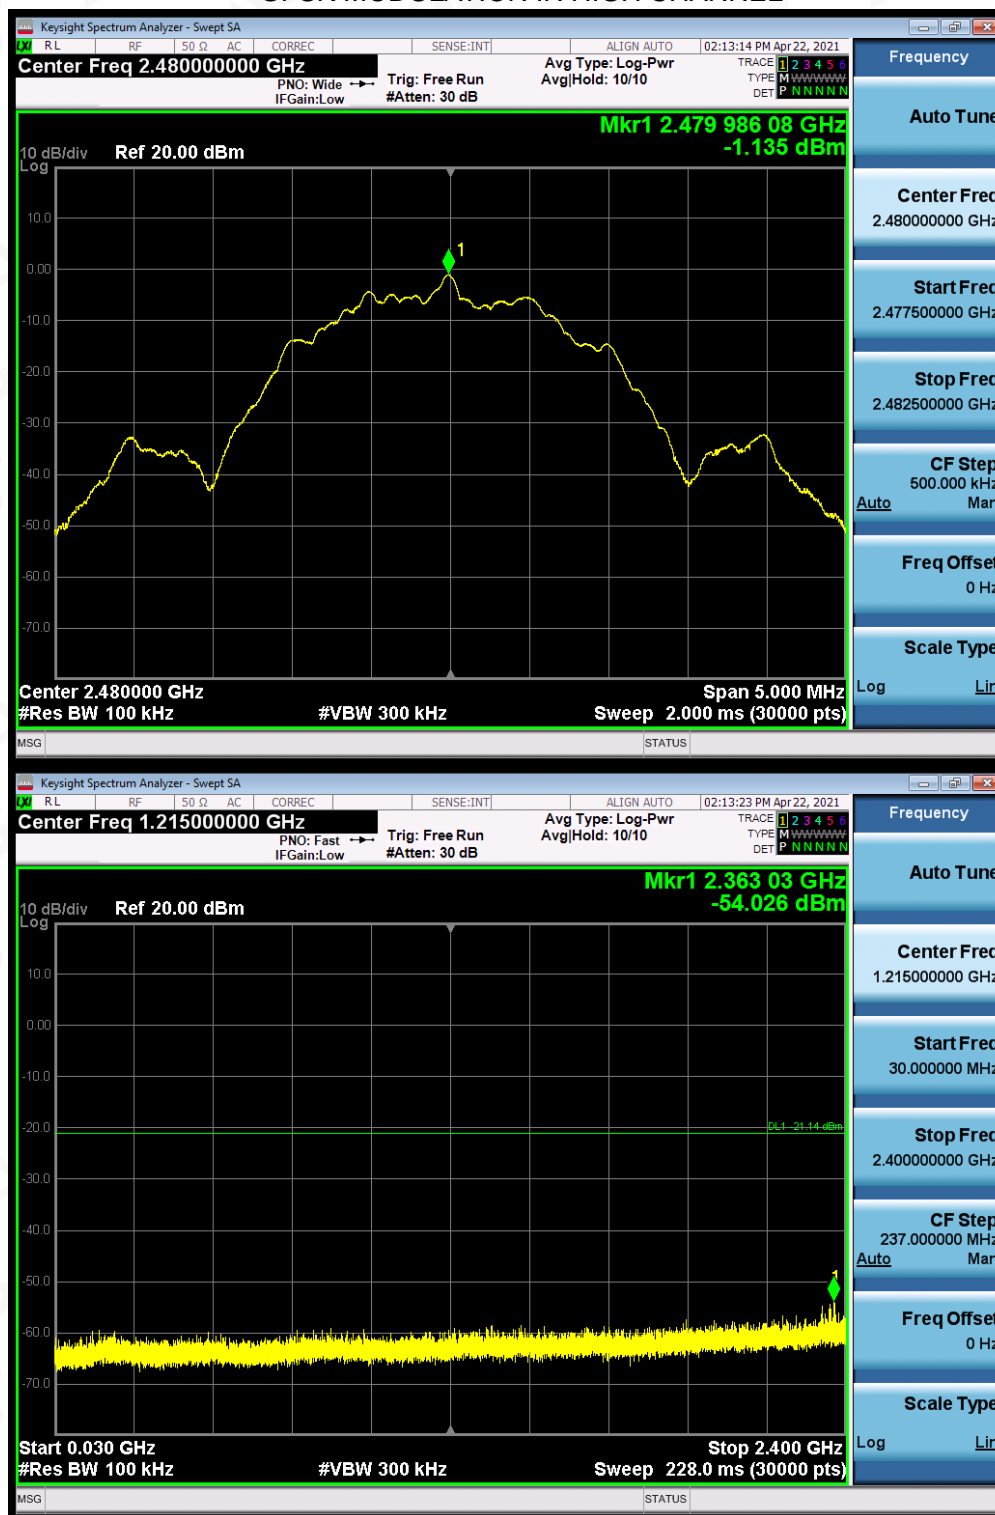 GFSK MODULATION IN HIGH CHANNEL
Keysight Spectrum Analyzer - Swept SA
LXI RL RF 50 Ω AC CORREC SENSE:INT ALIGN AUTO 02:13:14 PM Apr 22, 2021
Center Freq 2.480000000 GHz
PNO: Wide
IFGain:Low
Trig: Free Run
#Atten: 30 dB
Avg Type: Log-Pwr
Avg|Hold: 10/10
TRACE 1 2 3 4 5 6
TYPE M WWWWW
DET P N N N N N
Mkr1 2.479 986 08 GHz
-1.135 dBm
10 dB/div Ref 20.00 dBm
Log
10.0
0.00
-10.0
-20.0
-30.0
-40.0
-50.0
-60.0
-70.0
1
Center 2.480000 GHz Span 5.000 MHz
#Res BW 100 kHz #VBW 300 kHz Sweep 2.000 ms (30000 pts)
MSG STATUS
Frequency
Auto Tune
Center Freq
2.480000000 GHz
Start Freq
2.477500000 GHz
Stop Freq
2.482500000 GHz
CF Step
500.000 kHz
Auto Man
Freq Offset
0 Hz
Scale Type
Log Lin
Keysight Spectrum Analyzer - Swept SA
LXI RL RF 50 Ω AC CORREC SENSE:INT ALIGN AUTO 02:13:23 PM Apr 22, 2021
Center Freq 1.215000000 GHz
PNO: Fast
IFGain:Low
Trig: Free Run
#Atten: 30 dB
Avg Type: Log-Pwr
Avg|Hold: 10/10
TRACE 1 2 3 4 5 6
TYPE M WWWWW
DET P N N N N N
Mkr1 2.363 03 GHz
-54.026 dBm
10 dB/div Ref 20.00 dBm
Log
10.0
0.00
-10.0
-20.0
-30.0
-40.0
-50.0
-60.0
-70.0
DL1 -21.14 dBm
1
Start 0.030 GHz Stop 2.400 GHz
#Res BW 100 kHz #VBW 300 kHz Sweep 228.0 ms (30000 pts)
MSG STATUS
Frequency
Auto Tune
Center Freq
1.215000000 GHz
Start Freq
30.000000 MHz
Stop Freq
2.400000000 GHz
CF Step
237.000000 MHz
Auto Man
Freq Offset
0 Hz
Scale Type
Log Lin